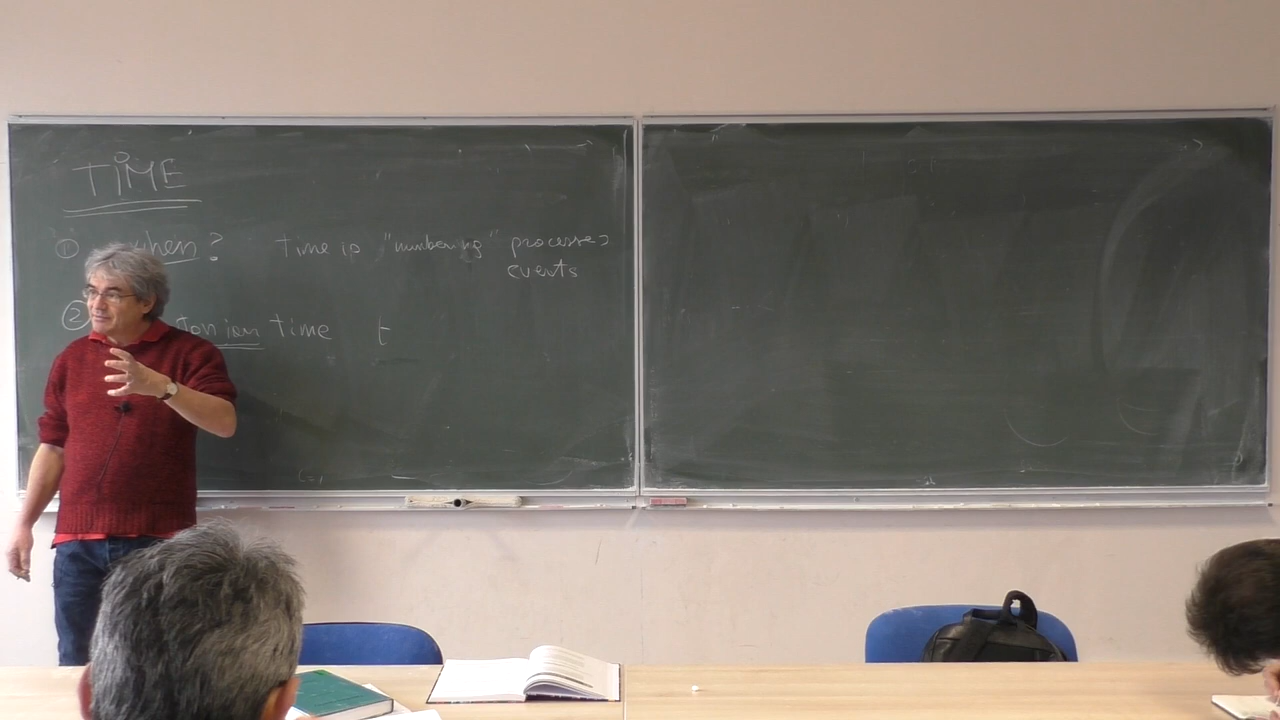 TIME
① when? Time is "numbering" processes
events
② time t